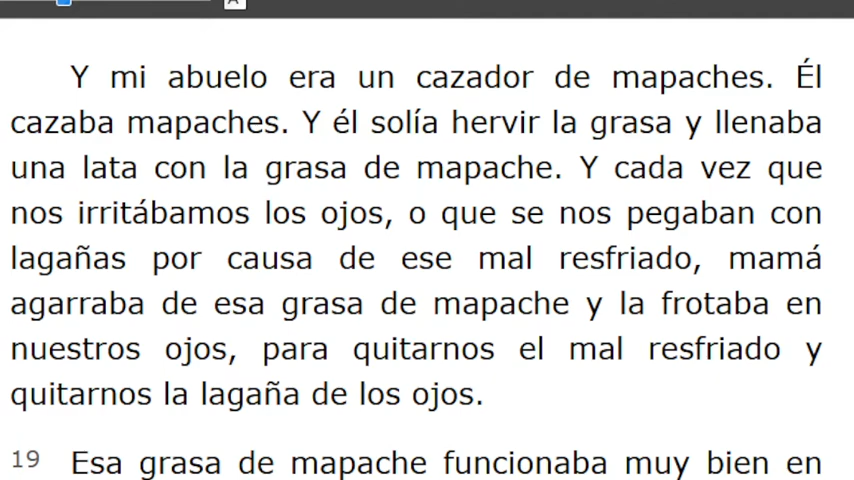 A
Y mi abuelo era un cazador de mapaches. Él
cazaba mapaches. Y él solía hervir la grasa y llenaba
una lata con la grasa de mapache. Y cada vez que
nos irritábamos los ojos, o que se nos pegaban con
lagañas por causa de ese mal resfriado, mamá
agarraba de esa grasa de mapache y la frotaba en
nuestros ojos, para quitarnos el mal resfriado y
quitarnos la lagaña de los ojos.
19 Esa grasa de mapache funcionaba muy bien en